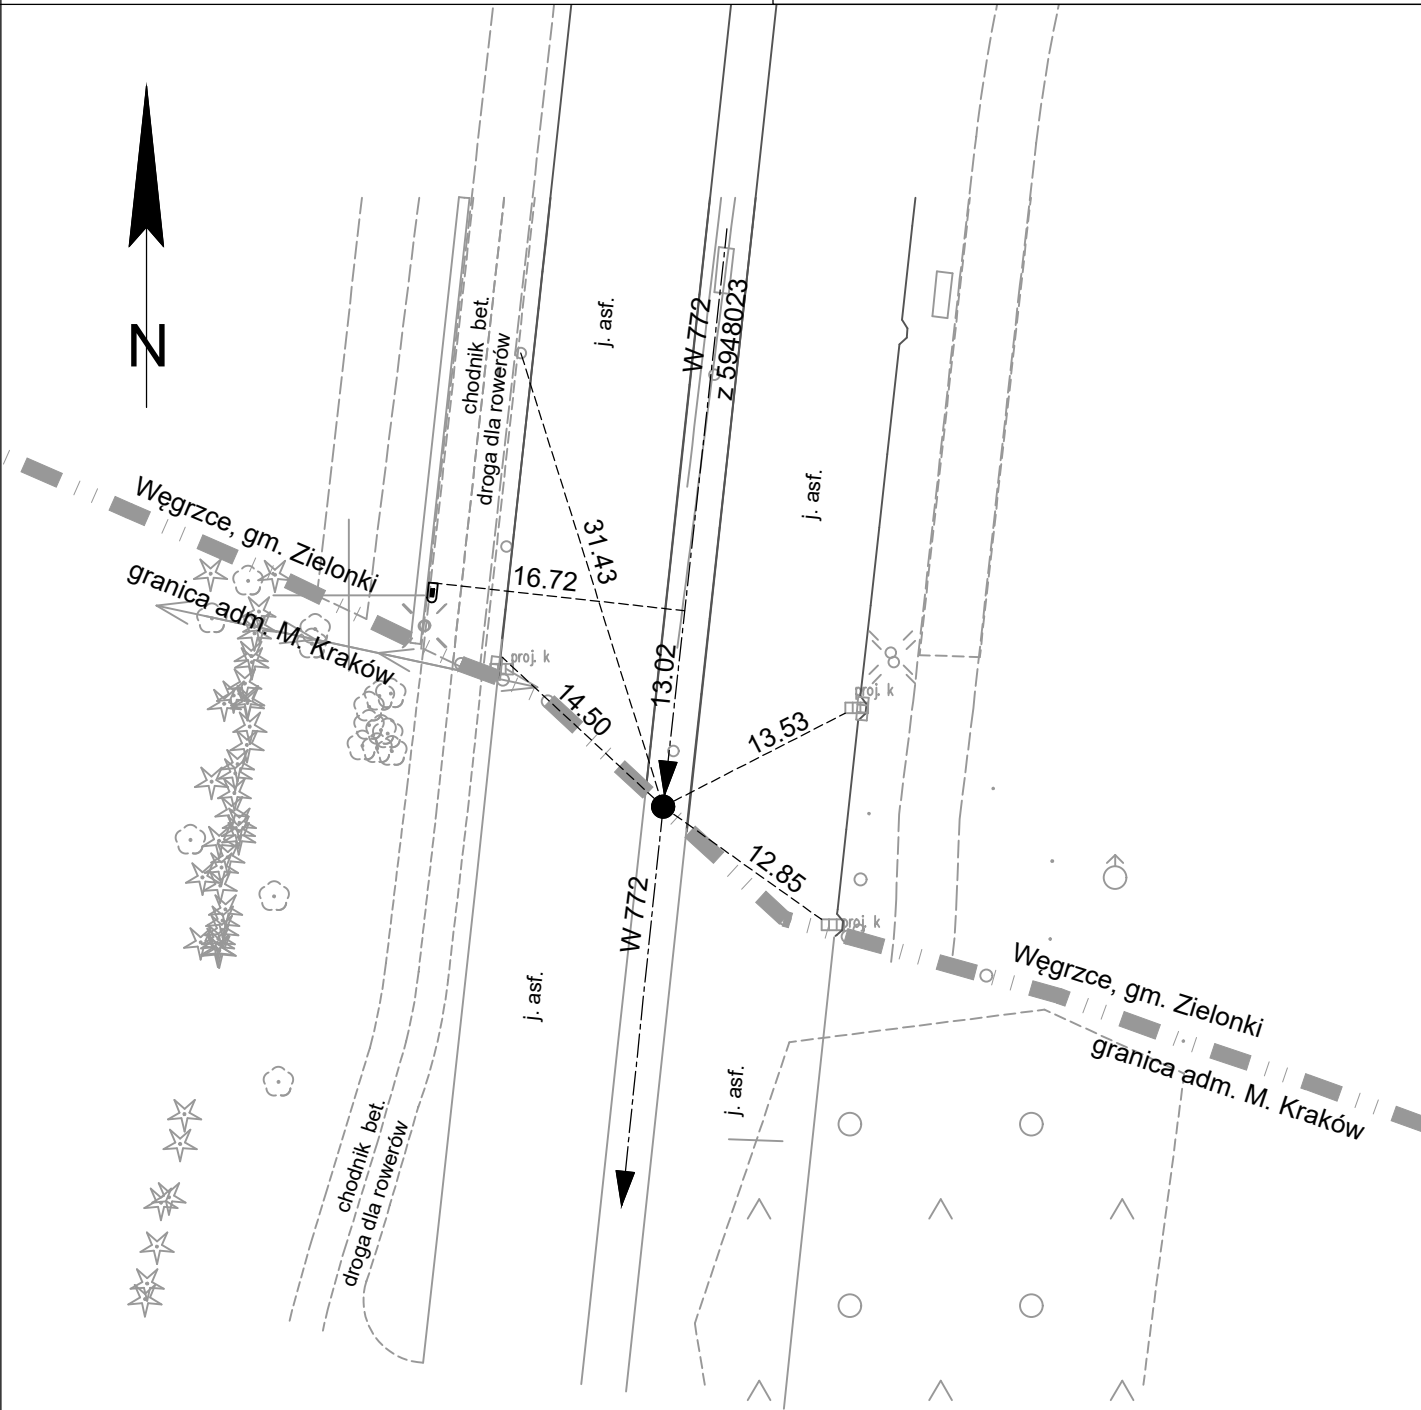 N
j. asf.
W 772
z 5948023
chodnik  bet.
droga dla rowerów
j. asf.
Węgrzce, gm. Zielonki
granica adm. M. Kraków
31.43
16.72
13.02
proj. k
14.50
proj. k
13.53
12.85
proj. k
W 772
j. asf.
Węgrzce, gm. Zielonki
granica adm. M. Kraków
j. asf.
chodnik  bet.
droga dla rowerów